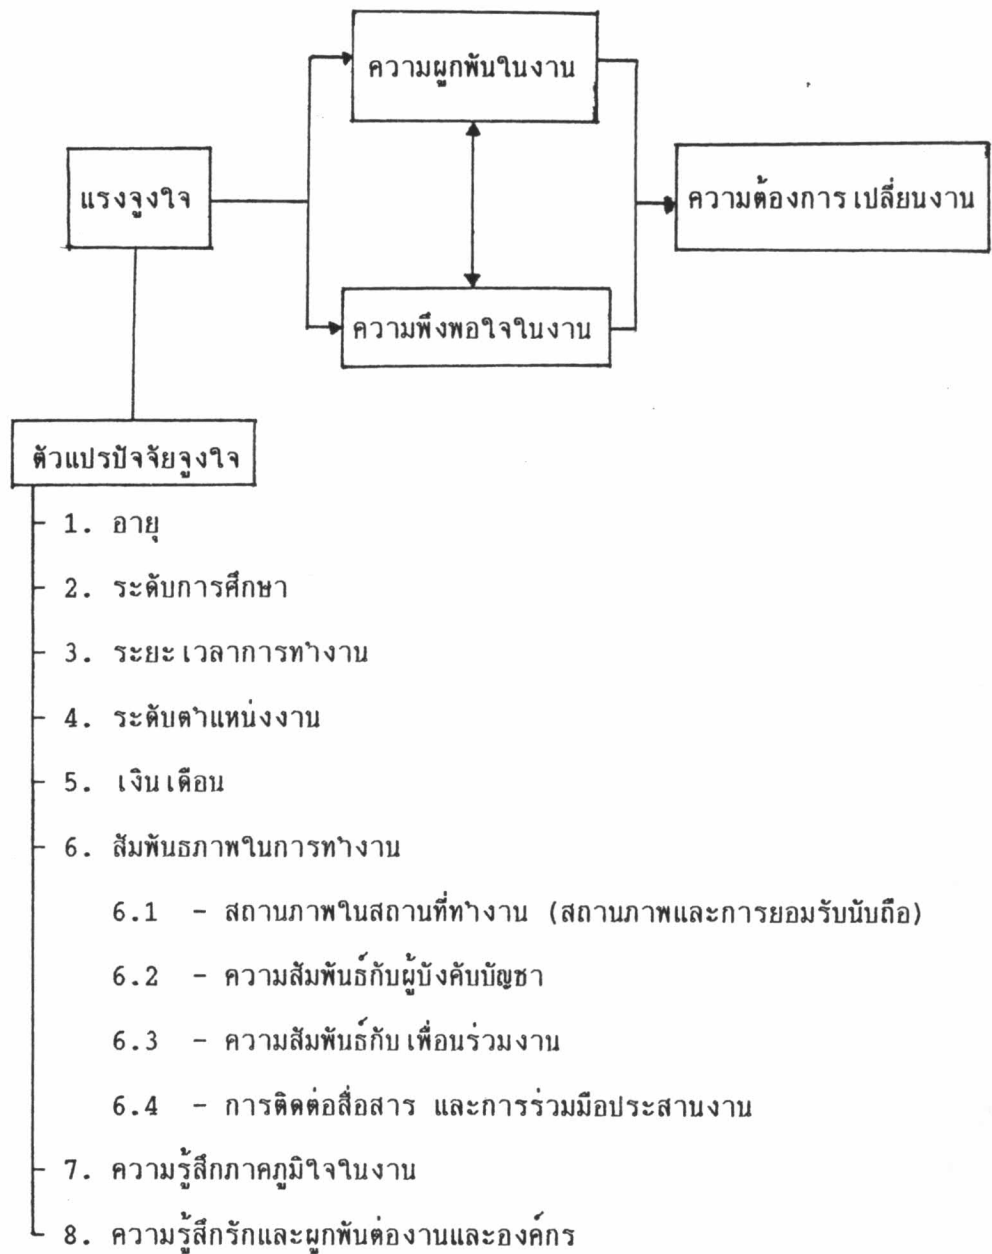 ความผูกพันในงาน
แรงจูงใจ
ความต้องการเปลี่ยนงาน
ความพึงพอใจในงาน
ตัวแปรปัจจัยจูงใจ
1. อายุ
2. ระดับการศึกษา
3. ระยะเวลาการทำงาน
4. ระดับตำแหน่งงาน
5. เงินเดือน
6. สัมพันธภาพในการทำงาน
6.1 - สถานภาพในสถานที่ทำงาน (สถานภาพและการยอมรับนับถือ)
6.2 - ความสัมพันธ์กับผู้บังคับบัญชา
6.3 - ความสัมพันธ์กับเพื่อนร่วมงาน
6.4 - การติดต่อสื่อสาร และการร่วมมือประสานงาน
7. ความรู้สึกภาคภูมิใจในงาน
8. ความรู้สึกรักและผูกพันต่องานและองค์กร